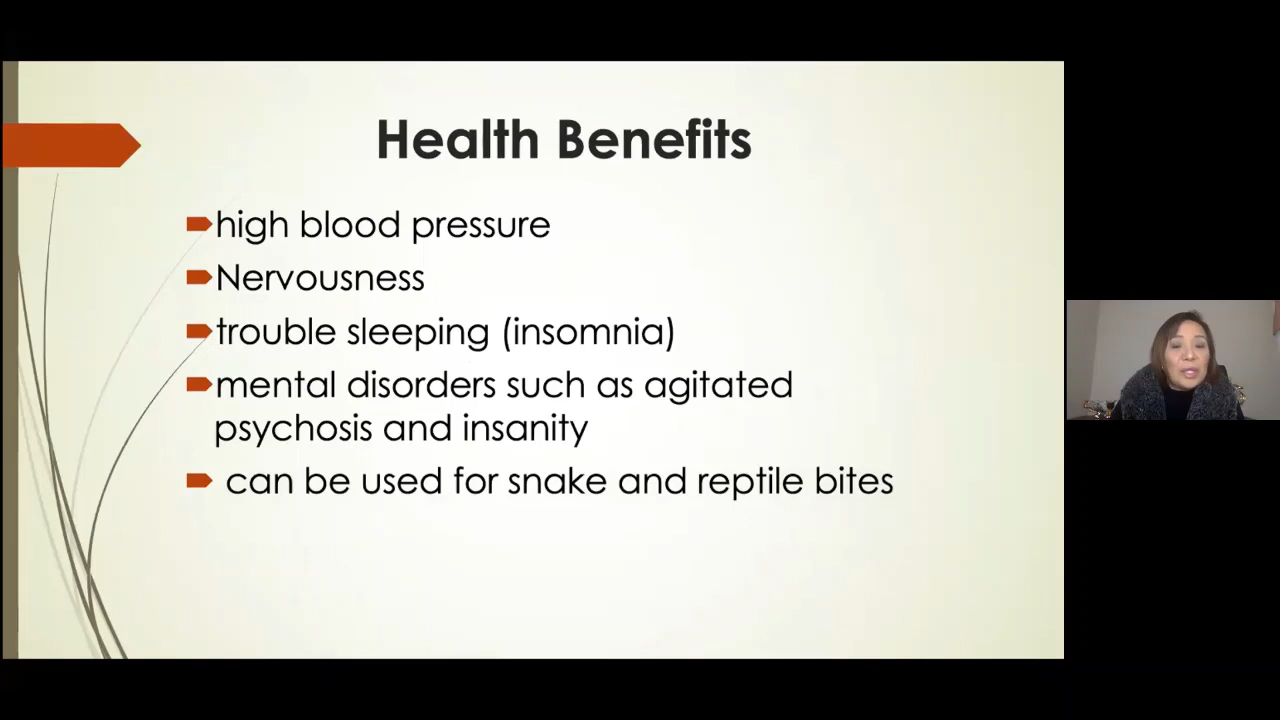 Health Benefits
high blood pressure
Nervousness
trouble sleeping (insomnia)
mental disorders such as agitated
psychosis and insanity
can be used for snake and reptile bites